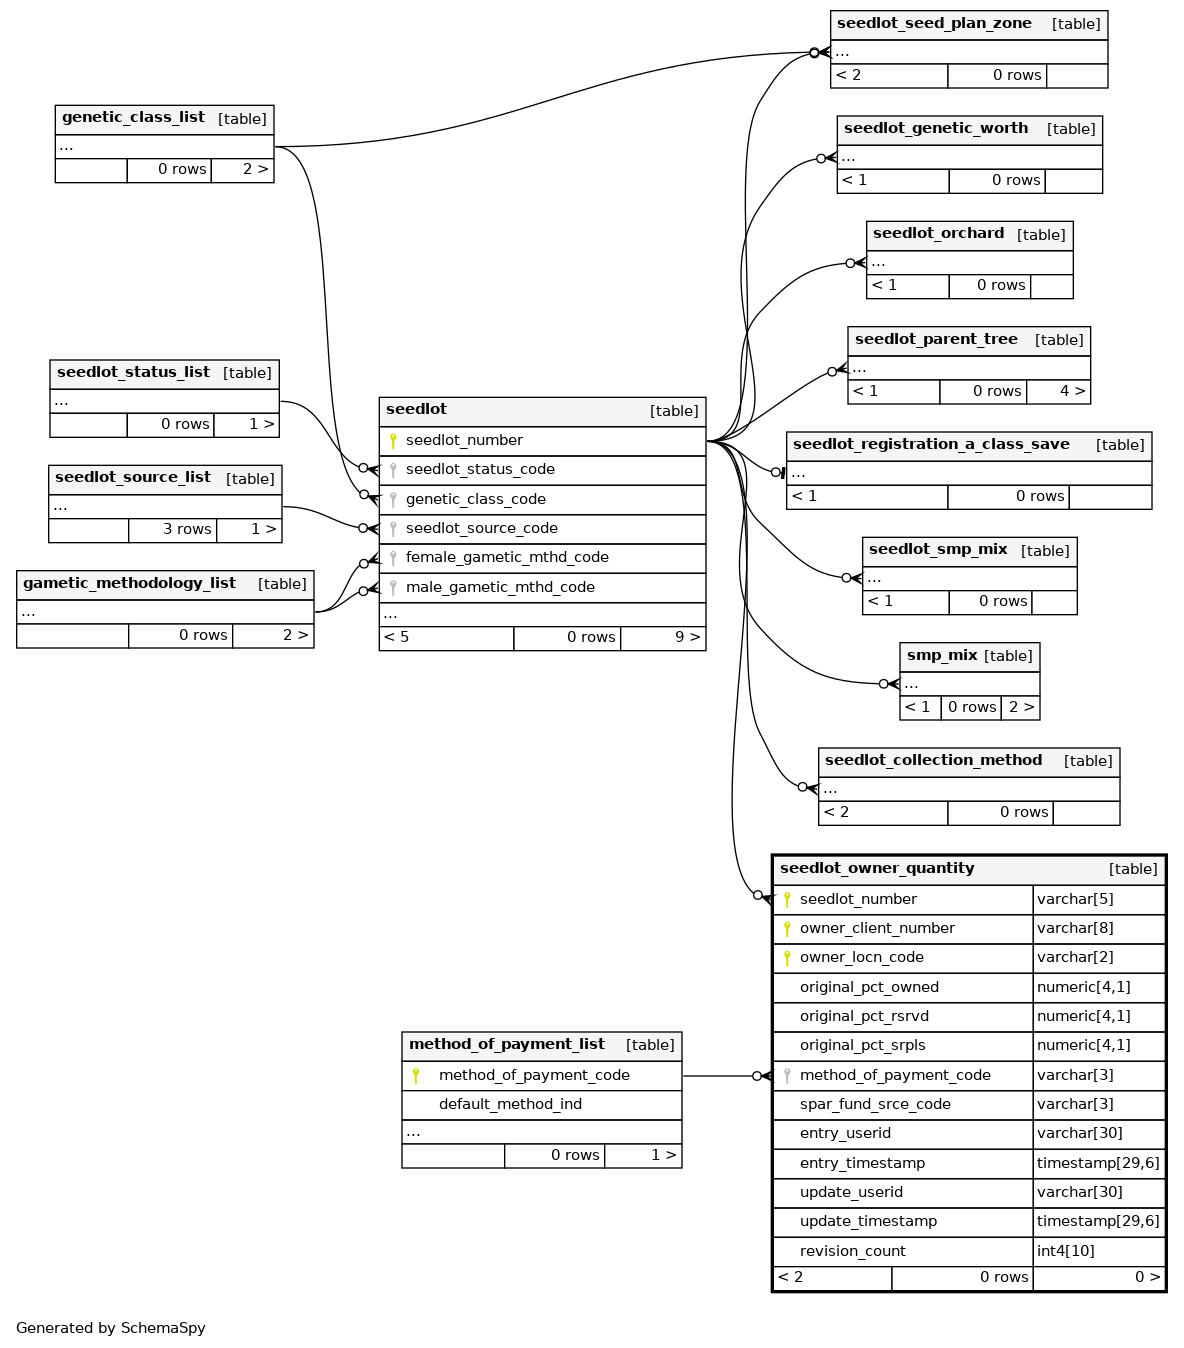 seedlot_seed_plan_zone [table]
...
< 2 0 rows
genetic_class_list [table]
...
0 rows 2 >
seedlot_genetic_worth [table]
...
< 1 0 rows
seedlot_orchard [table]
...
< 1 0 rows
seedlot_parent_tree [table]
...
< 1 0 rows 4 >
seedlot_status_list [table]
...
0 rows 1 >
seedlot_source_list [table]
...
3 rows 1 >
gametic_methodology_list [table]
...
0 rows 2 >
seedlot [table]
seedlot_number
seedlot_status_code
genetic_class_code
seedlot_source_code
female_gametic_mthd_code
male_gametic_mthd_code
...
< 5 0 rows 9 >
seedlot_registration_a_class_save [table]
...
< 1 0 rows
seedlot_smp_mix [table]
...
< 1 0 rows
smp_mix [table]
...
< 1 0 rows 2 >
seedlot_collection_method [table]
...
< 2 0 rows
seedlot_owner_quantity [table]
seedlot_number varchar[5]
owner_client_number varchar[8]
owner_locn_code varchar[2]
original_pct_owned numeric[4,1]
original_pct_rsrvd numeric[4,1]
original_pct_srpls numeric[4,1]
method_of_payment_code varchar[3]
spar_fund_srce_code varchar[3]
entry_userid varchar[30]
entry_timestamp timestamp[29,6]
update_userid varchar[30]
update_timestamp timestamp[29,6]
revision_count int4[10]
< 2 0 rows 0 >
method_of_payment_list [table]
method_of_payment_code
default_method_ind
...
0 rows 1 >
Generated by SchemaSpy